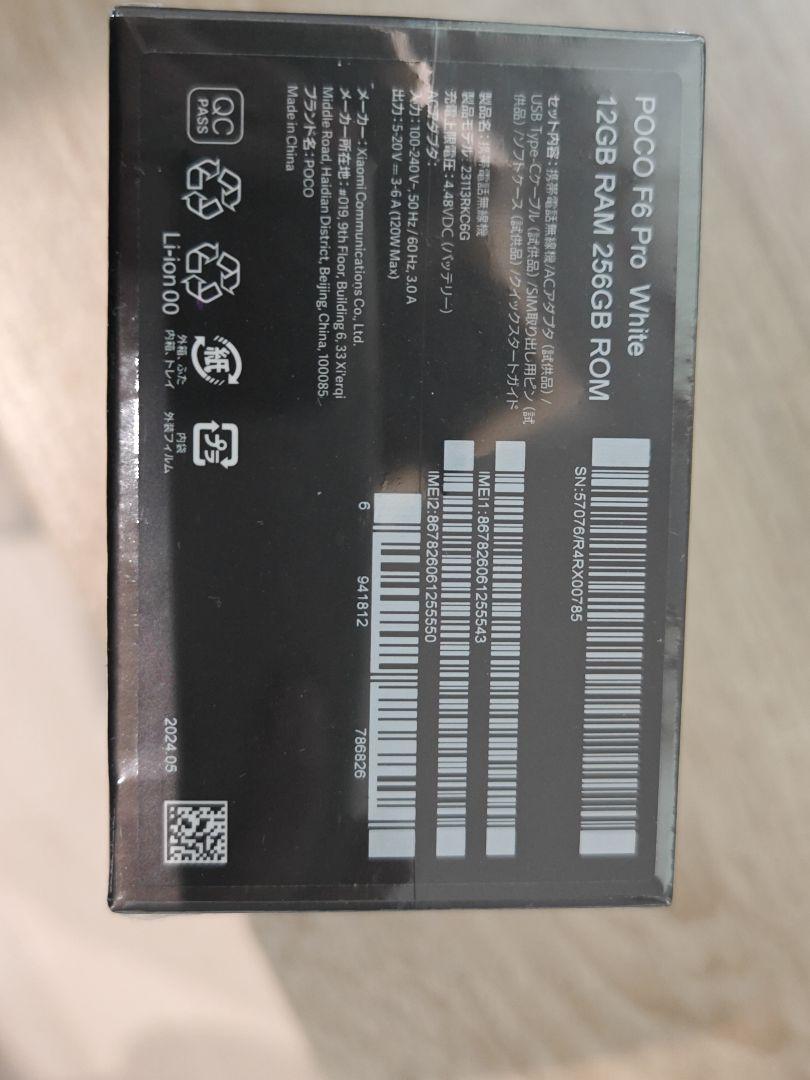 POCO F6 Pro White
12GB RAM 256GB ROM
SN:57076/R4RX00785
セット内容：携帯電話無線機/ACアダプタ (試供品) /
USB Type-Cケーブル (試供品) /SIM取り出し用ピン (試
供品) /ソフトケース (試供品) /クイックスタートガイド
製品名：携帯電話無線機
製品モデル：23113RKC6G
充電上限電圧：4.48VDC (バッテリー)
ACアダプタ：
入力：100-240V~, 50 Hz / 60 Hz, 3.0 A
出力：5-20V = 3-6 A (120W Max)
IMEI1:867826061255543
IMEI2:867826061255550
メーカー：Xiaomi Communications Co., Ltd.
メーカー所在地：#019, 9th Floor, Building 6, 33 Xi'erqi
Middle Road, Haidian District, Beijing, China, 100085
ブランド名：POCO
Made in China
6 941812 786826
QC
PASS
Li-ion 00
紙
外箱、ふた
内箱、トレイ
プラ
内袋
外装フィルム
2024.05